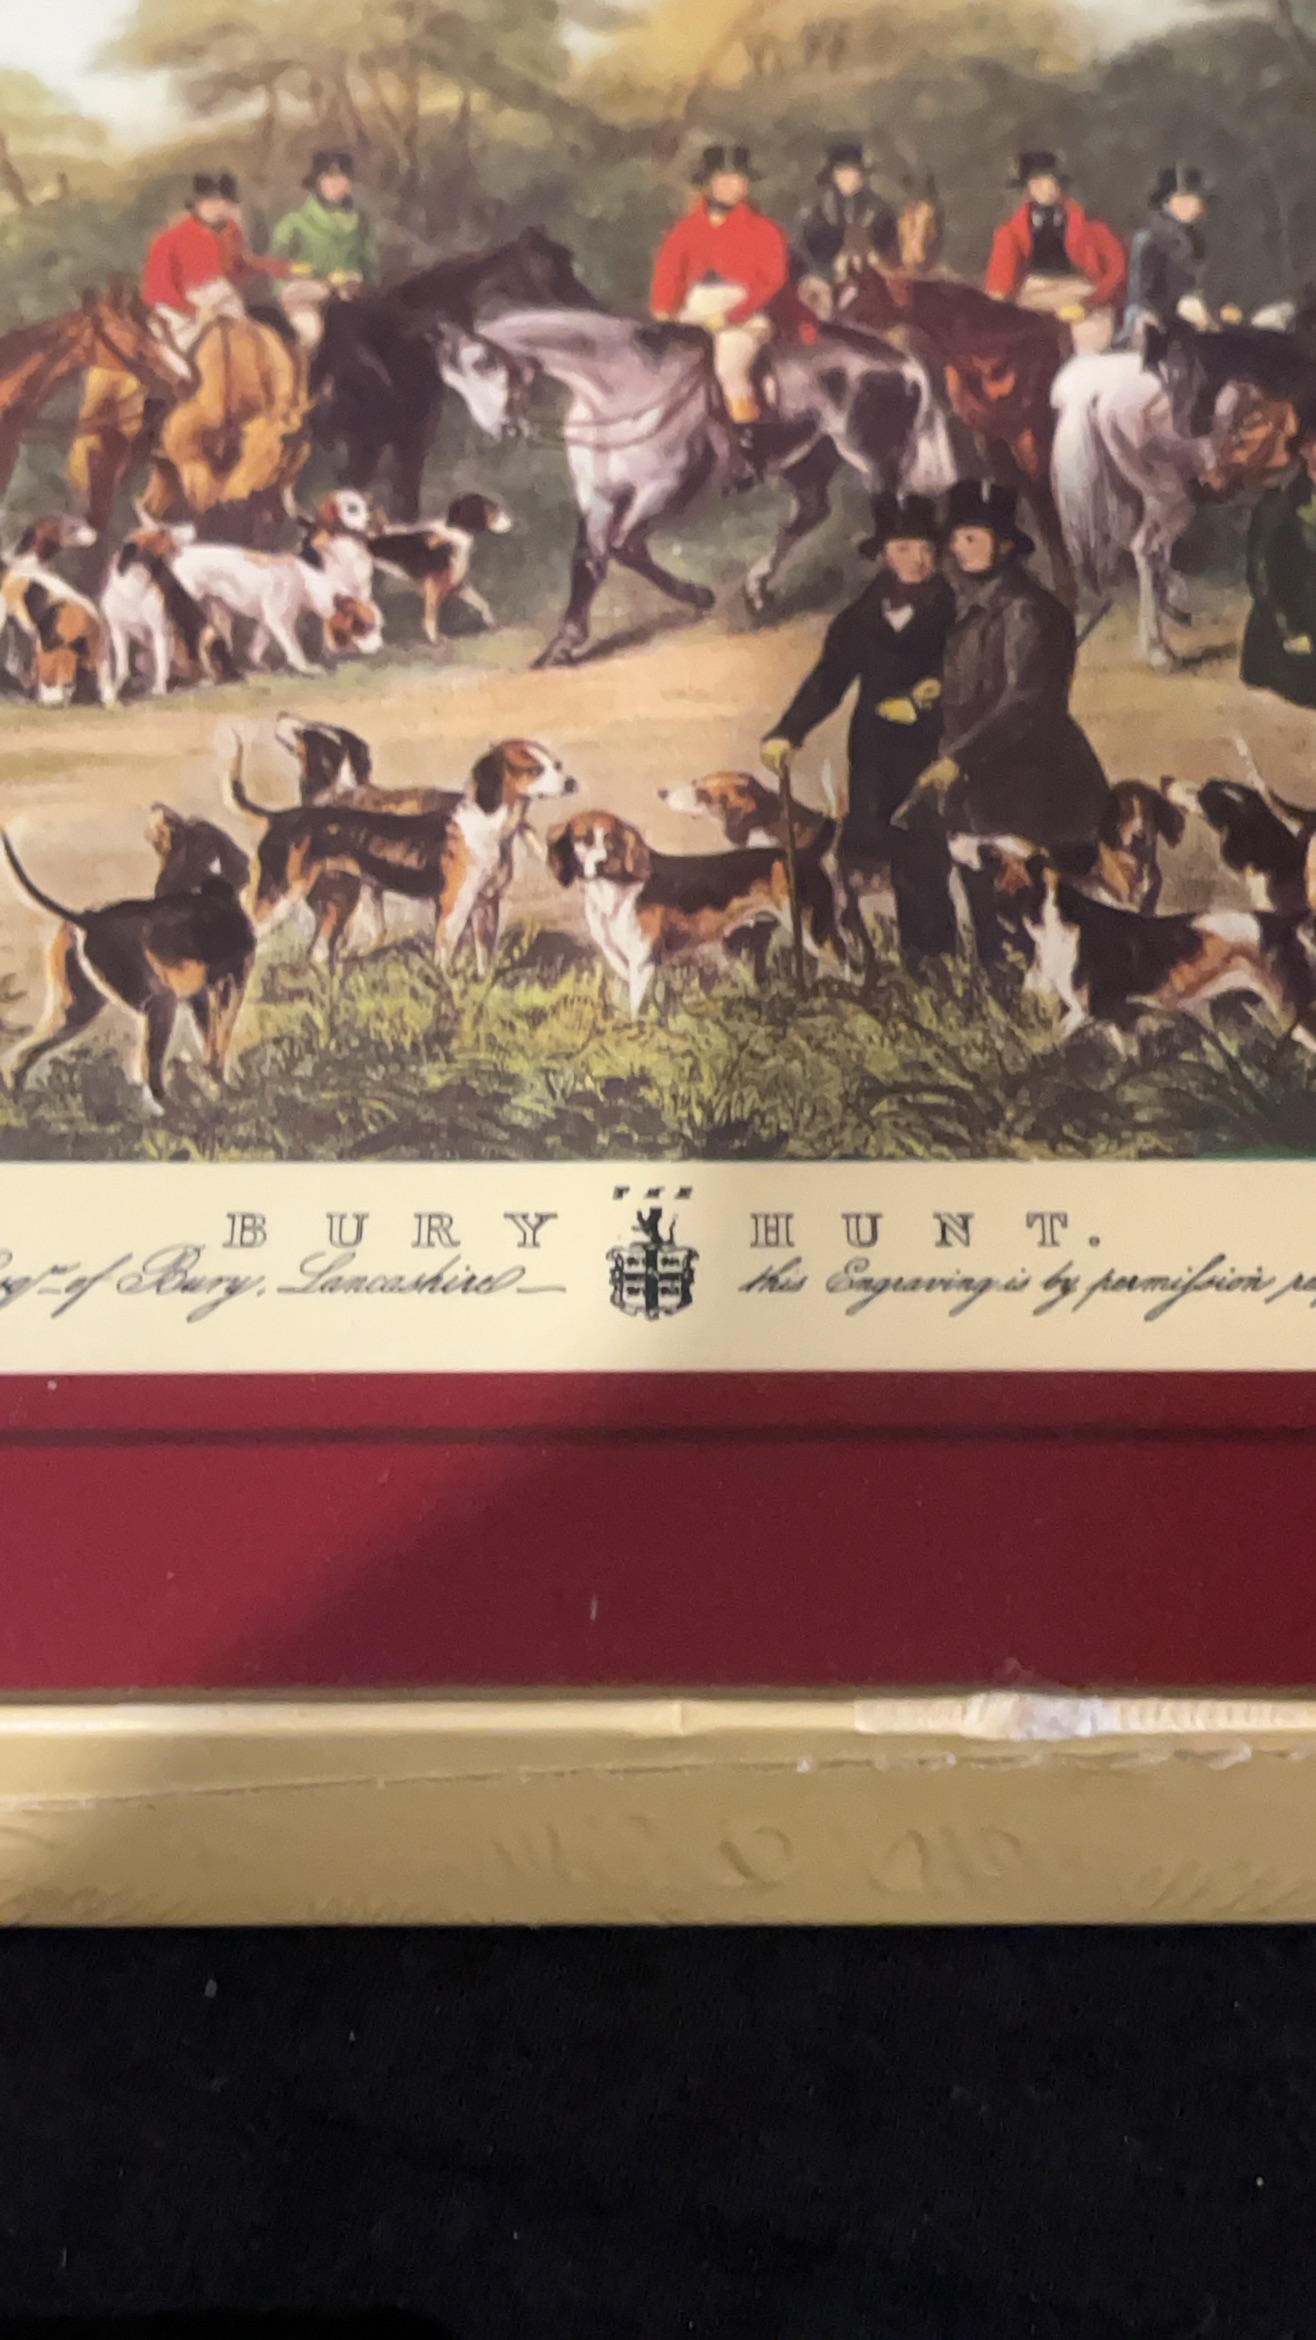 BURY HUNT.
of Bury, Lancashire— this Engraving is by permiſsion